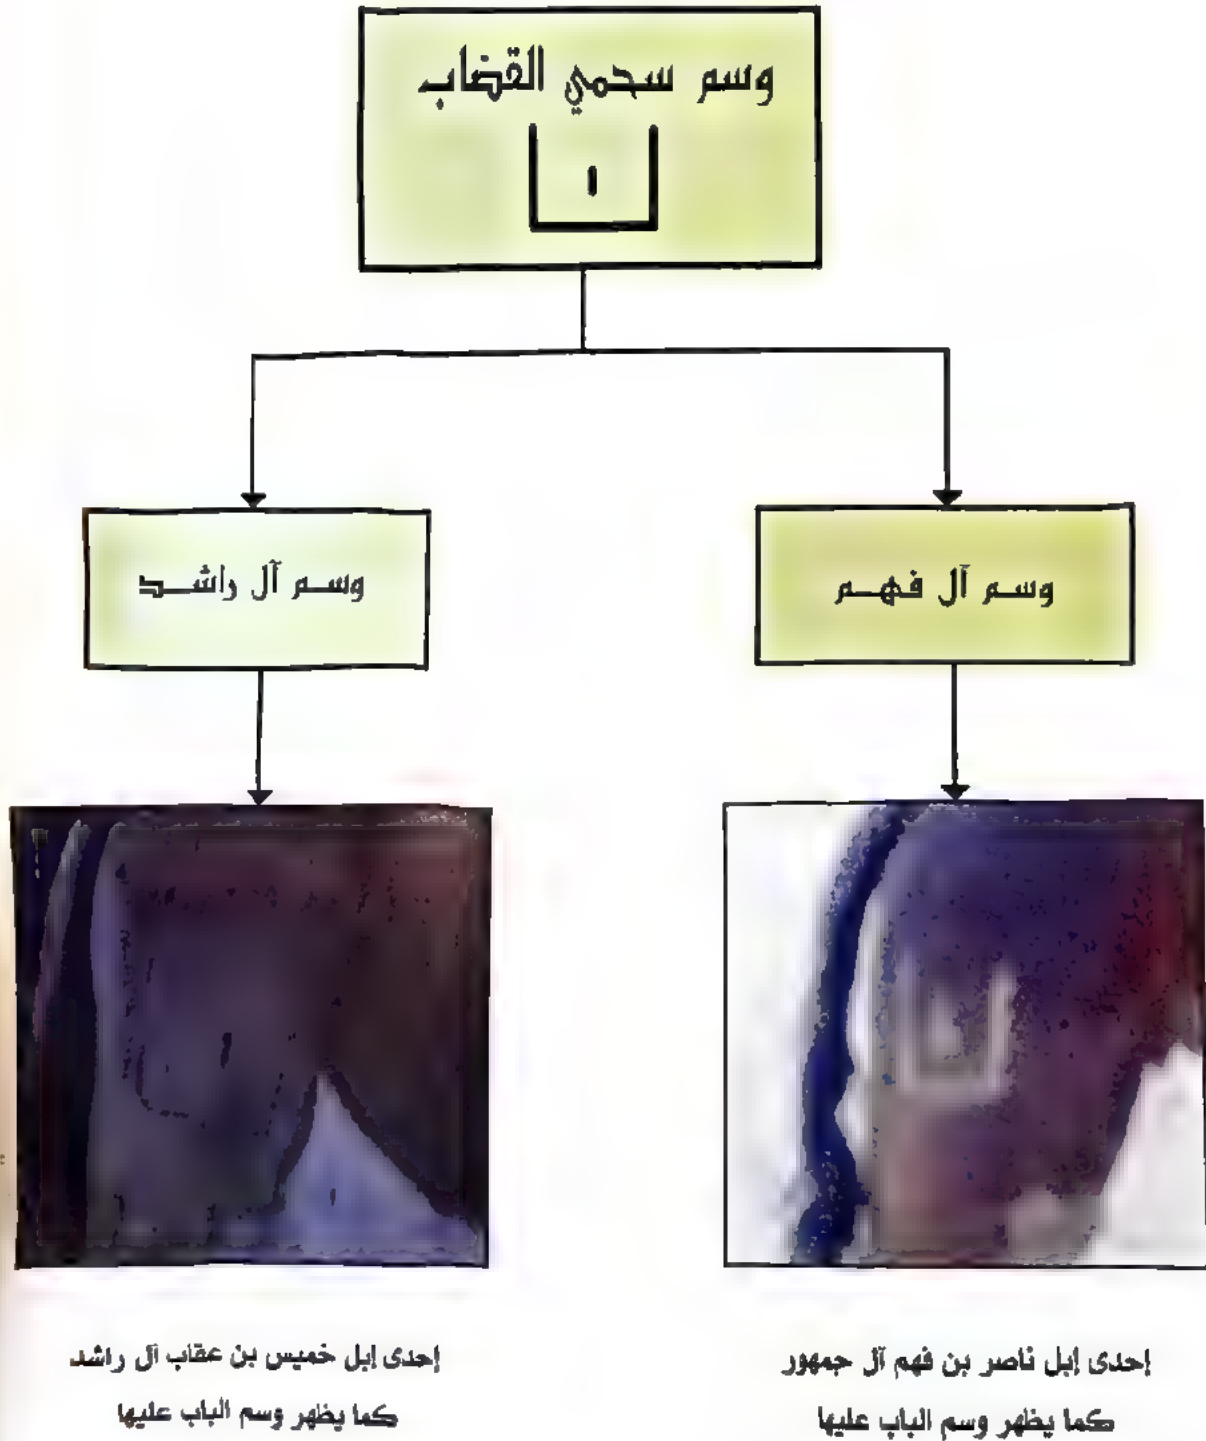 وسم سحمي القضاب
وسم آل فهم
وسم آل راشد
إحدى إبل ناصر بن فهم آل جمهور
كما يظهر وسم الباب عليها
إحدى إبل خميس بن عقاب آل راشد
كما يظهر وسم الباب عليها